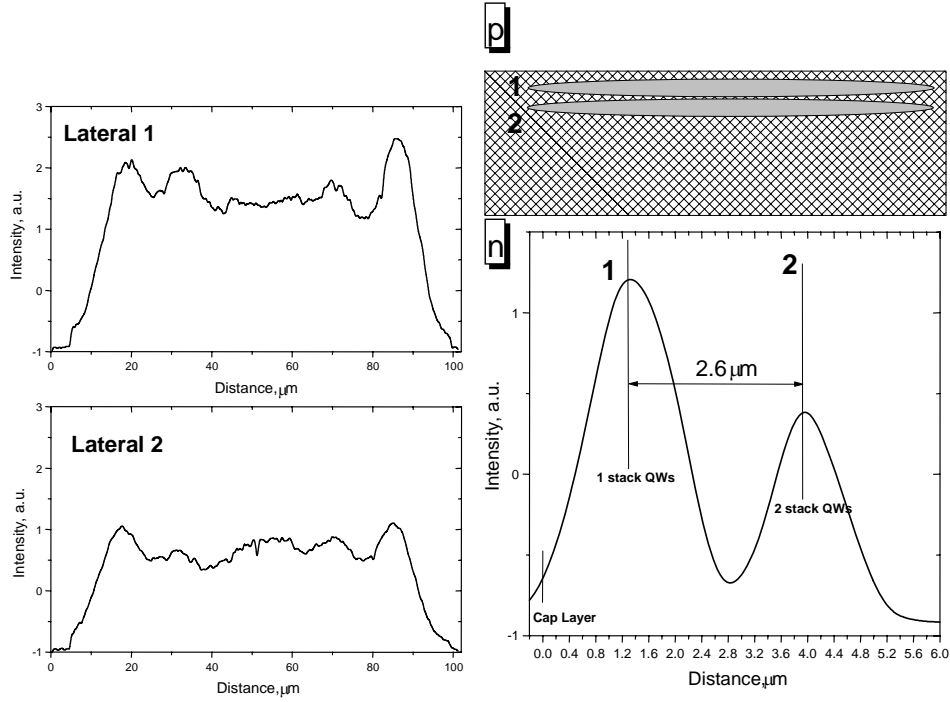 Lateral 1
Intensity, a.u.
3
2
1
0
-1
0 20 40 60 80 100
Distance,μm
Lateral 2
Intensity, a.u.
3
2
1
0
-1
0 20 40 60 80 100
Distance,μm
p
1
2
n
1 2
2.6μm
Intensity, a.u.
1
0
-1
1 stack QWs
2 stack QWs
Cap Layer
0.0 0.4 0.8 1.2 1.6 2.0 2.4 2.8 3.2 3.6 4.0 4.4 4.8 5.2 5.6 6.0
Distance,μm